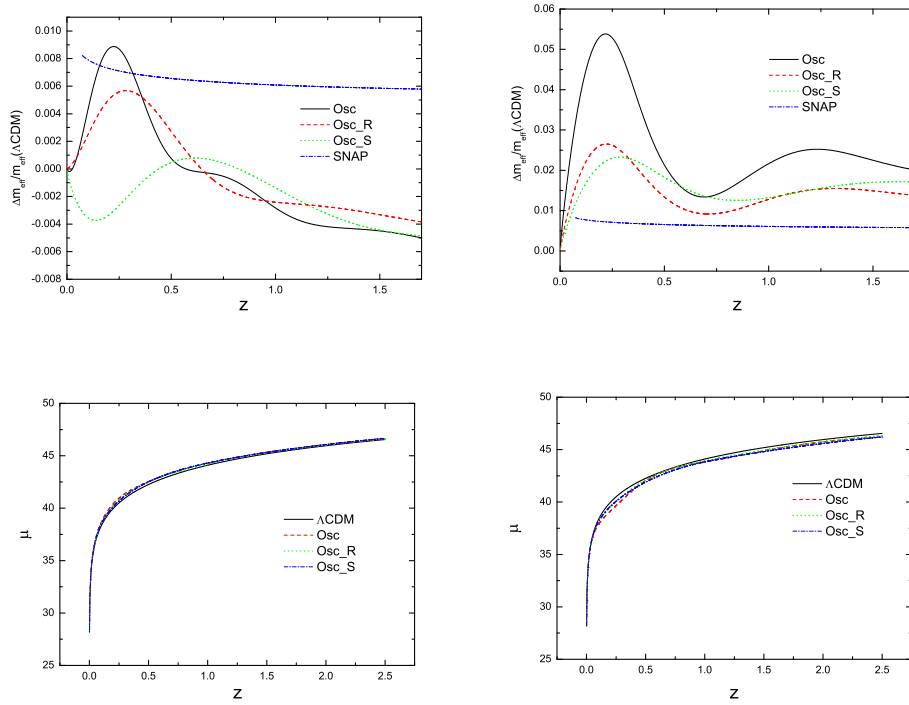 0.010
0.008
0.006
0.004
0.002
0.000
-0.002
-0.004
-0.006
-0.008
Δm_eff/m_eff(ΛCDM)
Osc
Osc_R
Osc_S
SNAP
0.0
0.5
1.0
1.5
z
0.06
0.05
0.04
0.03
0.02
0.01
0.00
Δm_eff/m_eff(ΛCDM)
Osc
Osc_R
Osc_S
SNAP
0.0
0.5
1.0
1.5
z
50
45
40
35
30
25
μ
ΛCDM
Osc
Osc_R
Osc_S
0.0
0.5
1.0
1.5
2.0
2.5
z
50
45
40
35
30
25
μ
ΛCDM
Osc
Osc_R
Osc_S
0.0
0.5
1.0
1.5
2.0
2.5
z